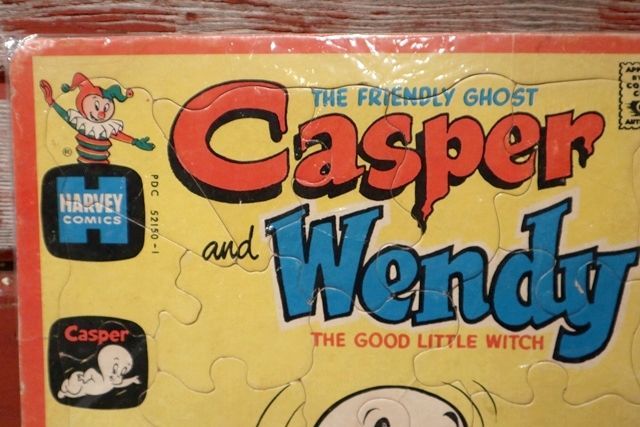 THE FRIENDLY GHOST
Casper
and Wendy
THE GOOD LITTLE WITCH
HARVEY
COMICS
PDC 52150-1
Casper
®